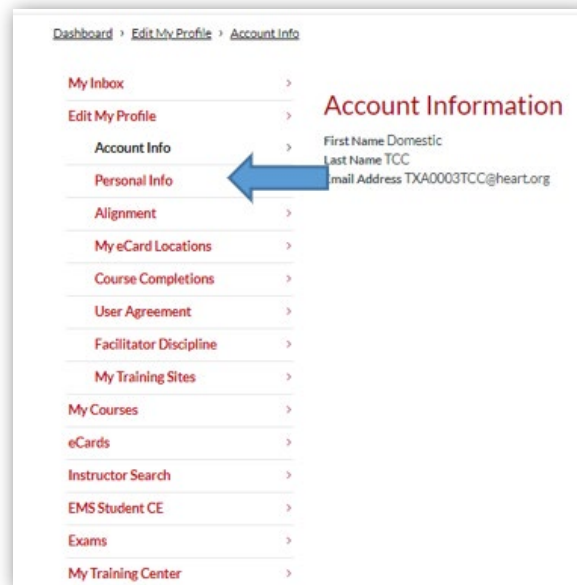 Dashboard › Edit My Profile › Account Info
My Inbox ›
Edit My Profile ›
Account Info ›
Personal Info
Alignment ›
My eCard Locations ›
Course Completions ›
User Agreement ›
Facilitator Discipline ›
My Training Sites ›
My Courses ›
eCards ›
Instructor Search ›
EMS Student CE ›
Exams ›
My Training Center ›
Account Information
First Name Domestic
Last Name TCC
Email Address TXA0003TCC@heart.org